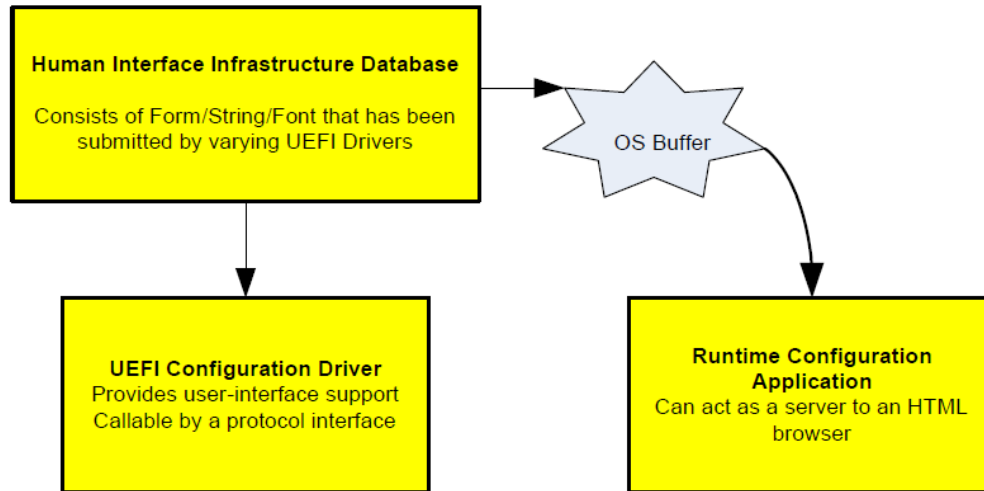 Human Interface Infrastructure Database
Consists of Form/String/Font that has been
submitted by varying UEFI Drivers
OS Buffer
UEFI Configuration Driver
Provides user-interface support
Callable by a protocol interface
Runtime Configuration
Application
Can act as a server to an HTML
browser